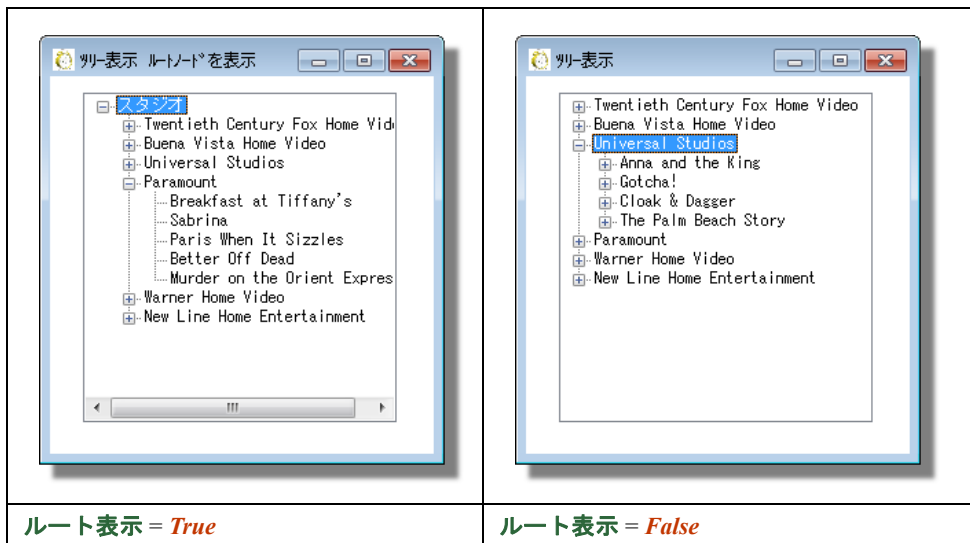 ﾂﾘｰ表示 ﾙｰﾄﾉｰﾄﾞを表示
スタジオ
Twentieth Century Fox Home Vid
Buena Vista Home Video
Universal Studios
Paramount
Breakfast at Tiffany's
Sabrina
Paris When It Sizzles
Better Off Dead
Murder on the Orient Expres
Warner Home Video
New Line Home Entertainment
ルート表示 = True
ﾂﾘｰ表示
Twentieth Century Fox Home Video
Buena Vista Home Video
Universal Studios
Anna and the King
Gotcha!
Cloak & Dagger
The Palm Beach Story
Paramount
Warner Home Video
New Line Home Entertainment
ルート表示 = False